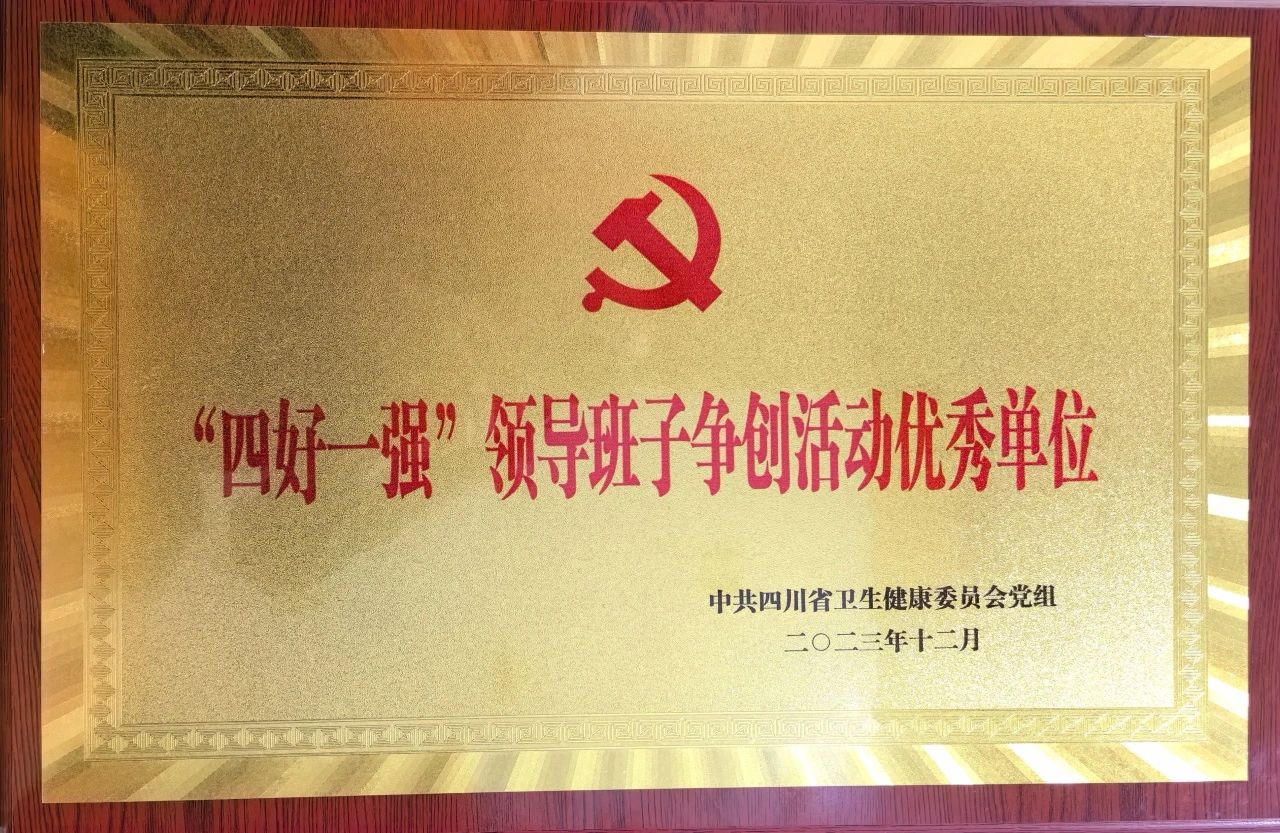 “四好一强”领导班子争创活动优秀单位
中共四川省卫生健康委员会党组
二〇二三年十二月